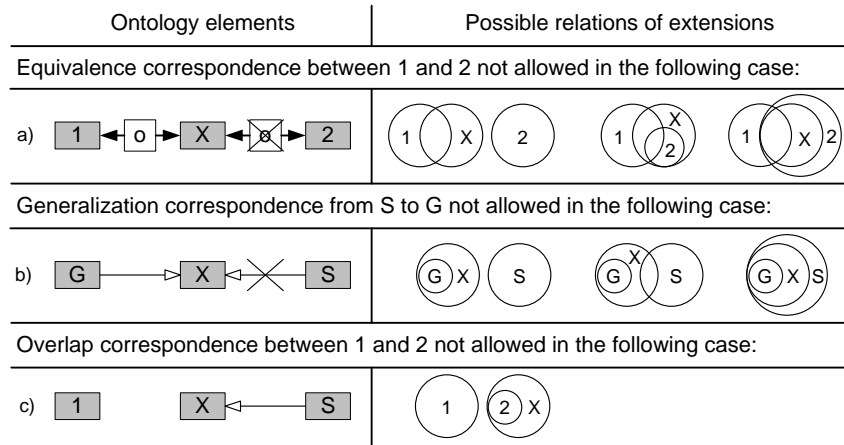 Ontology elements Possible relations of extensions
Equivalence correspondence between 1 and 2 not allowed in the following case:
a) 1 o X o 2 1 X 2 1 X 2 1 X 2
Generalization correspondence from S to G not allowed in the following case:
b) G X S G X S G X S G X S
Overlap correspondence between 1 and 2 not allowed in the following case:
c) 1 X S 1 2 X